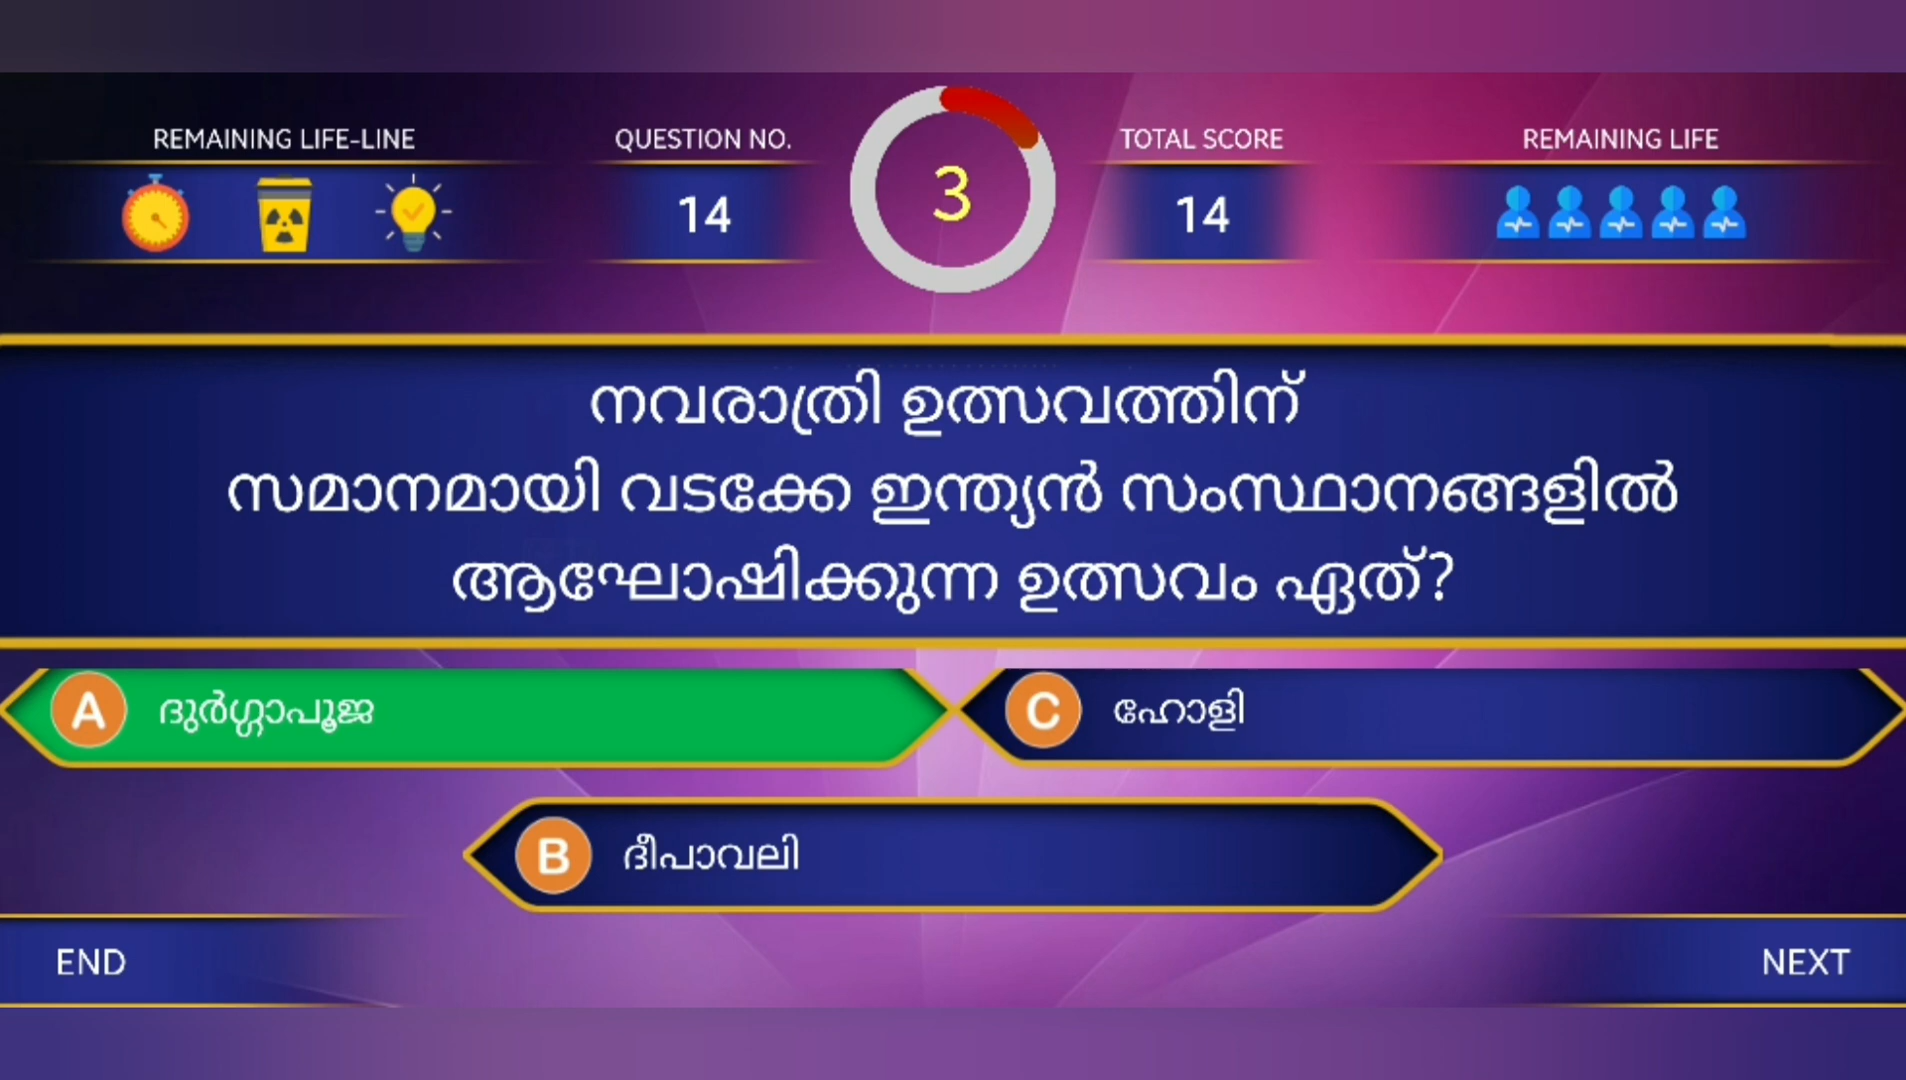 REMAINING LIFE-LINE
QUESTION NO.
14
3
TOTAL SCORE
14
REMAINING LIFE
നവരാത്രി ഉത്സവത്തിന്
സമാനമായി വടക്കേ ഇന്ത്യൻ സംസ്ഥാനങ്ങളിൽ
ആഘോഷിക്കുന്ന ഉത്സവം ഏത്?
A ദുർഗ്ഗാപൂജ
C ഹോളി
B ദീപാവലി
END
NEXT